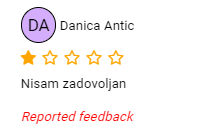 DA Danica Antic
Nisam zadovoljan
Reported feedback